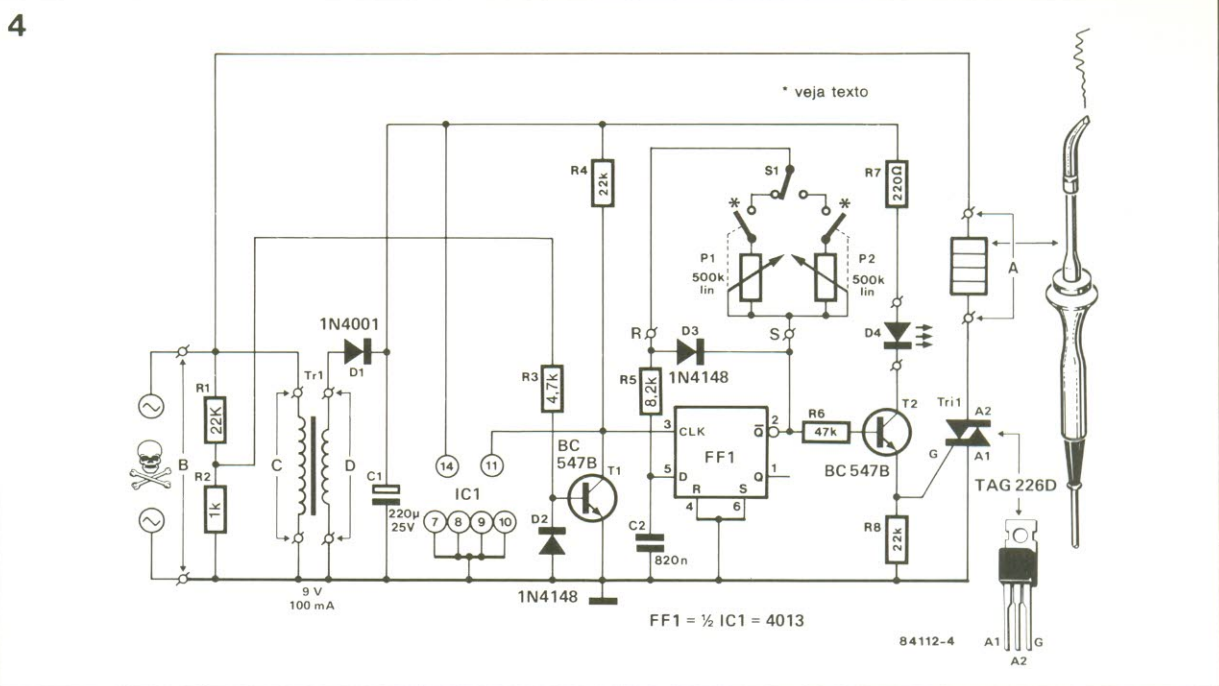 4
* veja texto
R4
22k
S1
*
*
R7
220Ω
P1
500k
lin
P2
500k
lin
A
1N4001
D1
Tr1
R
D3
S
1N4148
D4
R1
22K
R3
4,7k
R5
8,2k
R6
47k
T2
Tri1
A2
G
A1
B
C
D
R2
1k
C1
220µ
25V
14
11
IC1
7
8
9
10
BC
547B
T1
3
CLK
Q
2
FF1
5
D
Q
1
R
S
4
6
BC547B
TAG 226D
D2
C2
820n
R8
22k
9 V
100 mA
1N4148
FF1 = ½ IC1 = 4013
84112-4
A1
G
A2